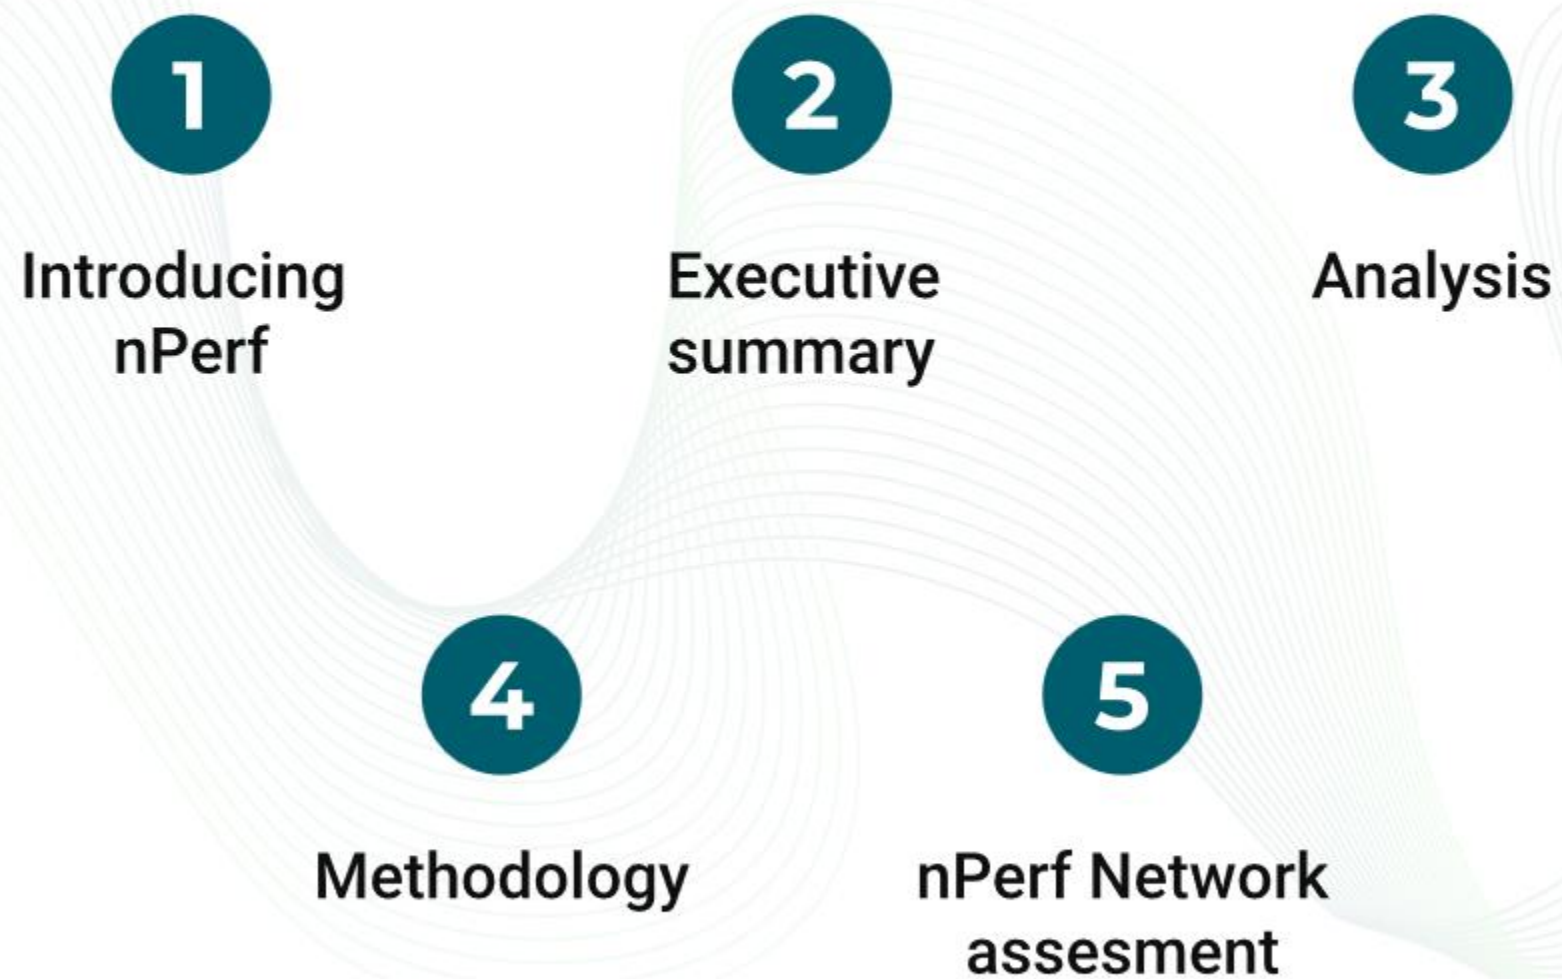 1
Introducing
nPerf
2
Executive
summary
3
Analysis
4
Methodology
5
nPerf Network
assesment